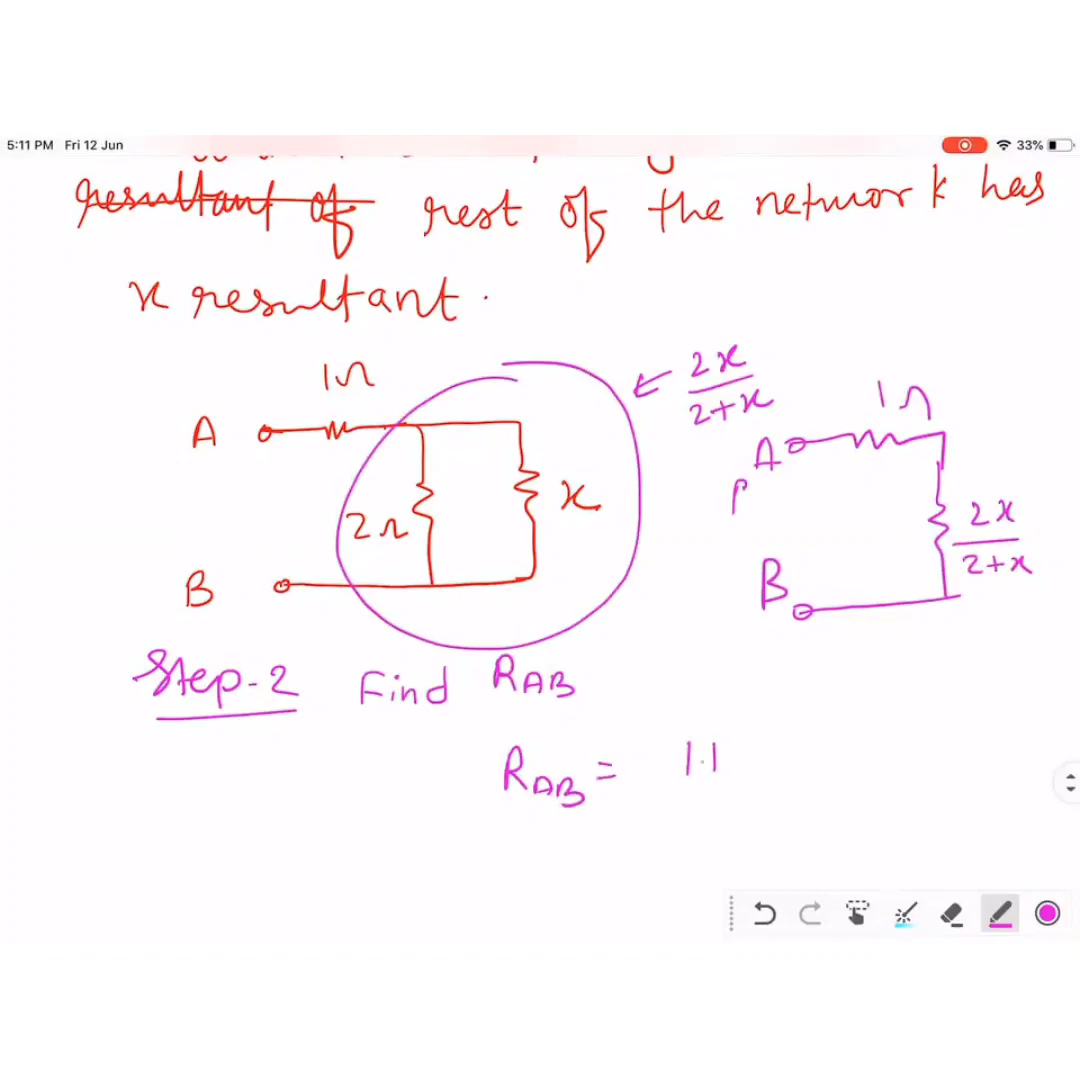 5:11 PM Fri 12 Jun
33%
resultant of rest of the network has
x resultant.
1Ω
A
2Ω
x
B
2x
2+x
1Ω
A
P
2x
2+x
B
Step-2 Find RAB
RAB = 1.1